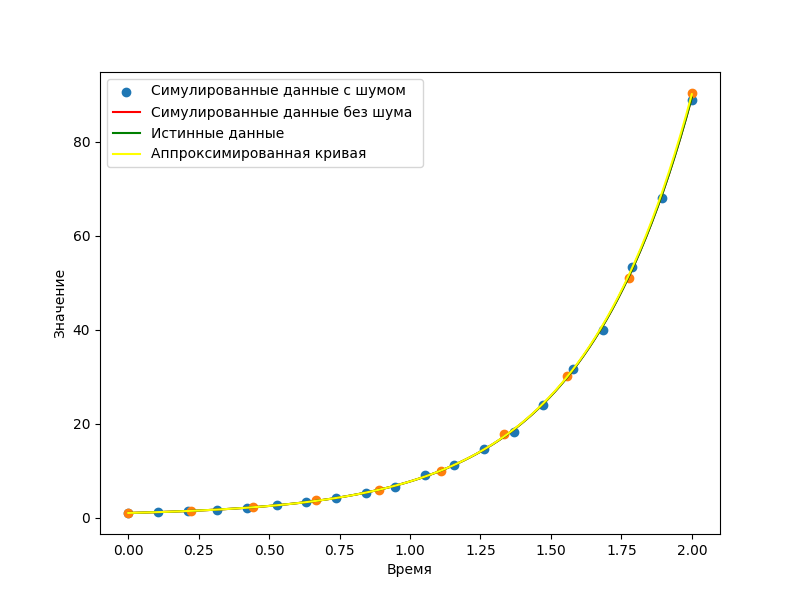 Симулированные данные с шумом
Симулированные данные без шума
Истинные данные
Аппроксимированная кривая
80
60
40
20
0
Значение
0.00 0.25 0.50 0.75 1.00 1.25 1.50 1.75 2.00
Время